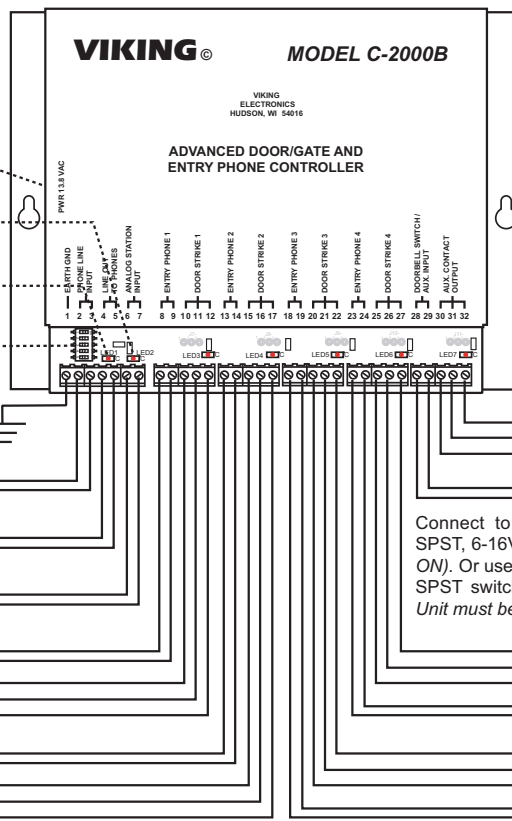 VIKING©
MODEL C-2000B
VIKING
ELECTRONICS
HUDSON, WI 54016
ADVANCED DOOR/GATE AND
ENTRY PHONE CONTROLLER
PWR 13.8 VAC
EARTH GND
PHONE LINE
INPUT
LINE OUT
TO PHONES
ANALOG STATION
INPUT
ENTRY PHONE 1
DOOR STRIKE 1
ENTRY PHONE 2
DOOR STRIKE 2
ENTRY PHONE 3
DOOR STRIKE 3
ENTRY PHONE 4
DOOR STRIKE 4
DOORBELL SWITCH /
AUX. INPUT
AUX. CONTACT
OUTPUT
1 2 3 4 5 6 7 8 9 10 11 12 13 14 15 16 17 18 19 20 21 22 23 24 25 26 27 28 29 30 31 32
LED1 LED2 LED3 LED4 LED5 LED6 LED7
Connect to
SPST, 6-16V
ON). Or use
SPST switc
Unit must be